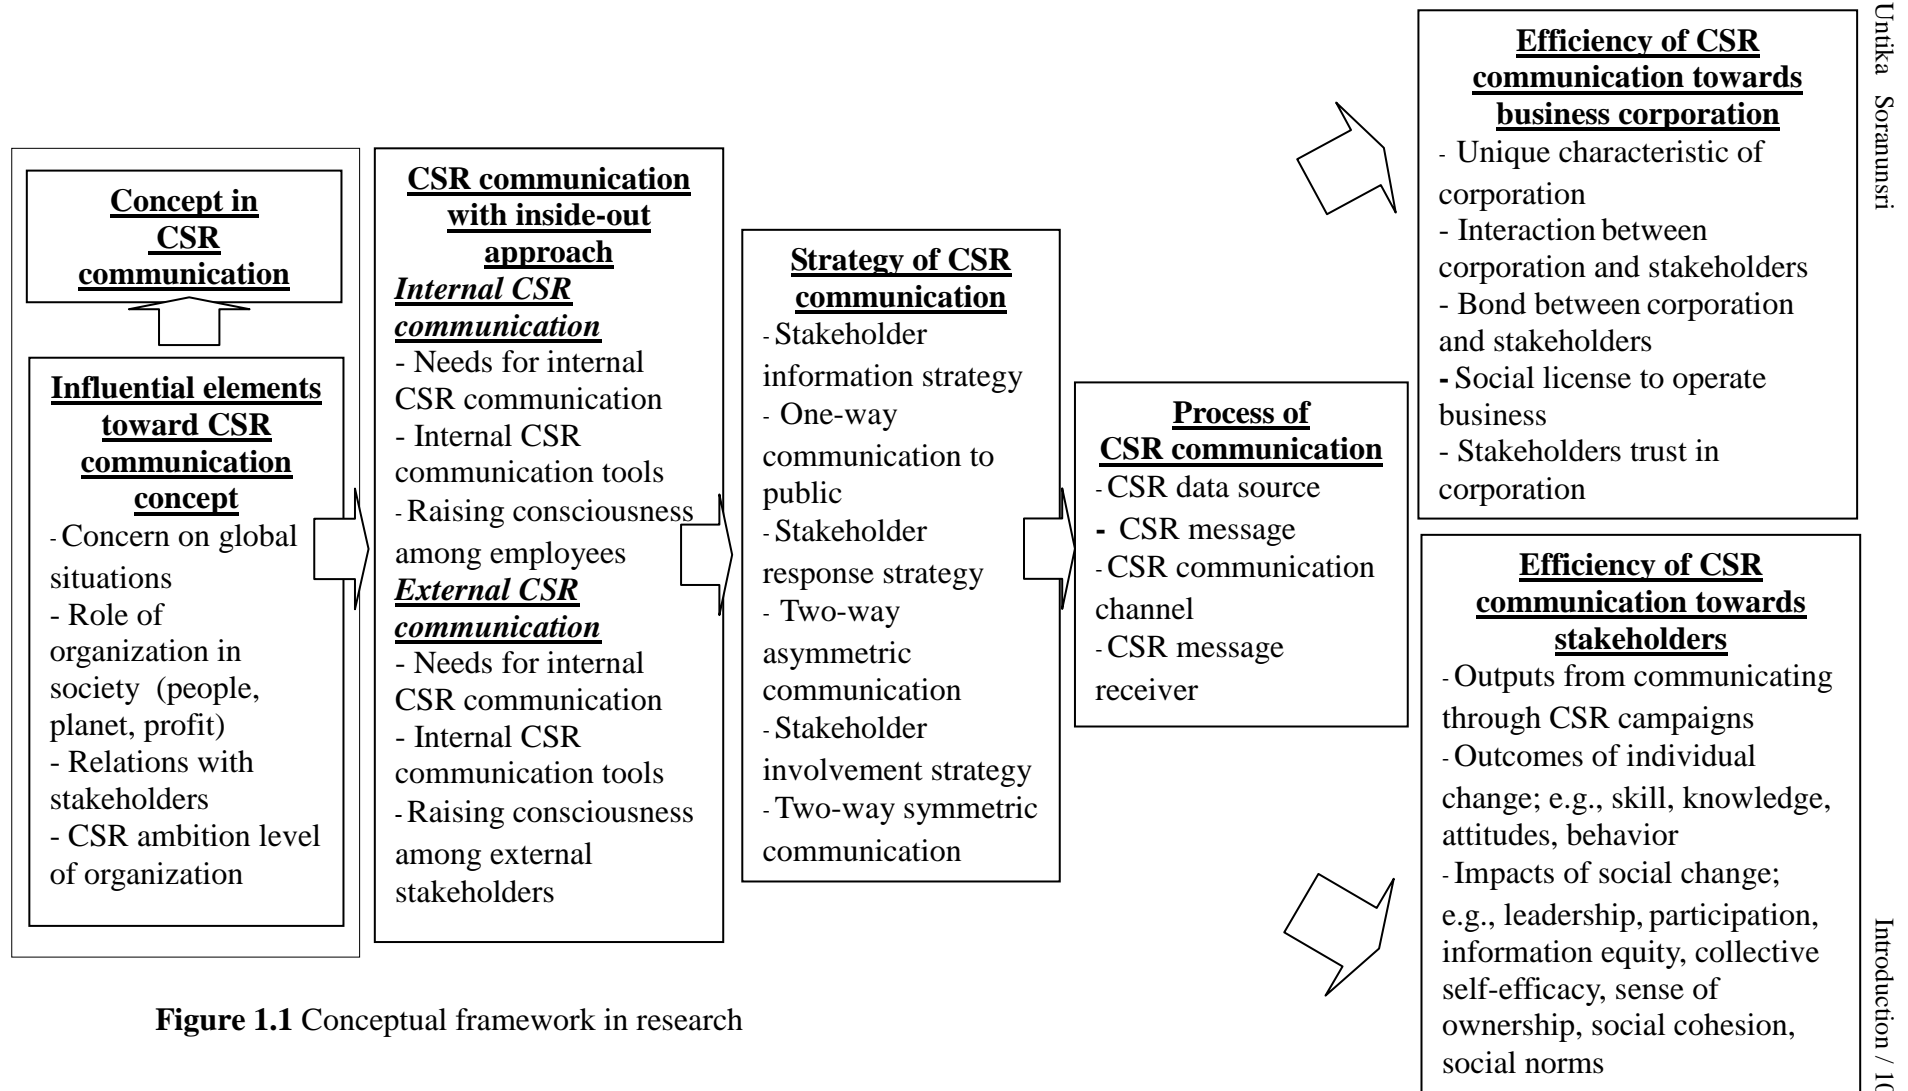 Concept in
CSR
communication
Influential elements
toward CSR
communication
concept
- Concern on global
situations
- Role of
organization in
society (people,
planet, profit)
- Relations with
stakeholders
- CSR ambition level
of organization
CSR communication
with inside-out
approach
Internal CSR
communication
- Needs for internal
CSR communication
- Internal CSR
communication tools
- Raising consciousness
among employees
External CSR
communication
- Needs for internal
CSR communication
- Internal CSR
communication tools
- Raising consciousness
among external
stakeholders
Strategy of CSR
communication
- Stakeholder
information strategy
- One-way
communication to
public
- Stakeholder
response strategy
- Two-way
asymmetric
communication
- Stakeholder
involvement strategy
- Two-way symmetric
communication
Process of
CSR communication
- CSR data source
- CSR message
- CSR communication
channel
- CSR message
receiver
Efficiency of CSR
communication towards
business corporation
- Unique characteristic of
corporation
- Interaction between
corporation and stakeholders
- Bond between corporation
and stakeholders
- Social license to operate
business
- Stakeholders trust in
corporation
Efficiency of CSR
communication towards
stakeholders
- Outputs from communicating
through CSR campaigns
- Outcomes of individual
change; e.g., skill, knowledge,
attitudes, behavior
- Impacts of social change;
e.g., leadership, participation,
information equity, collective
self-efficacy, sense of
ownership, social cohesion,
social norms
Figure 1.1 Conceptual framework in research
Untika Soranunsri
Introduction / 10